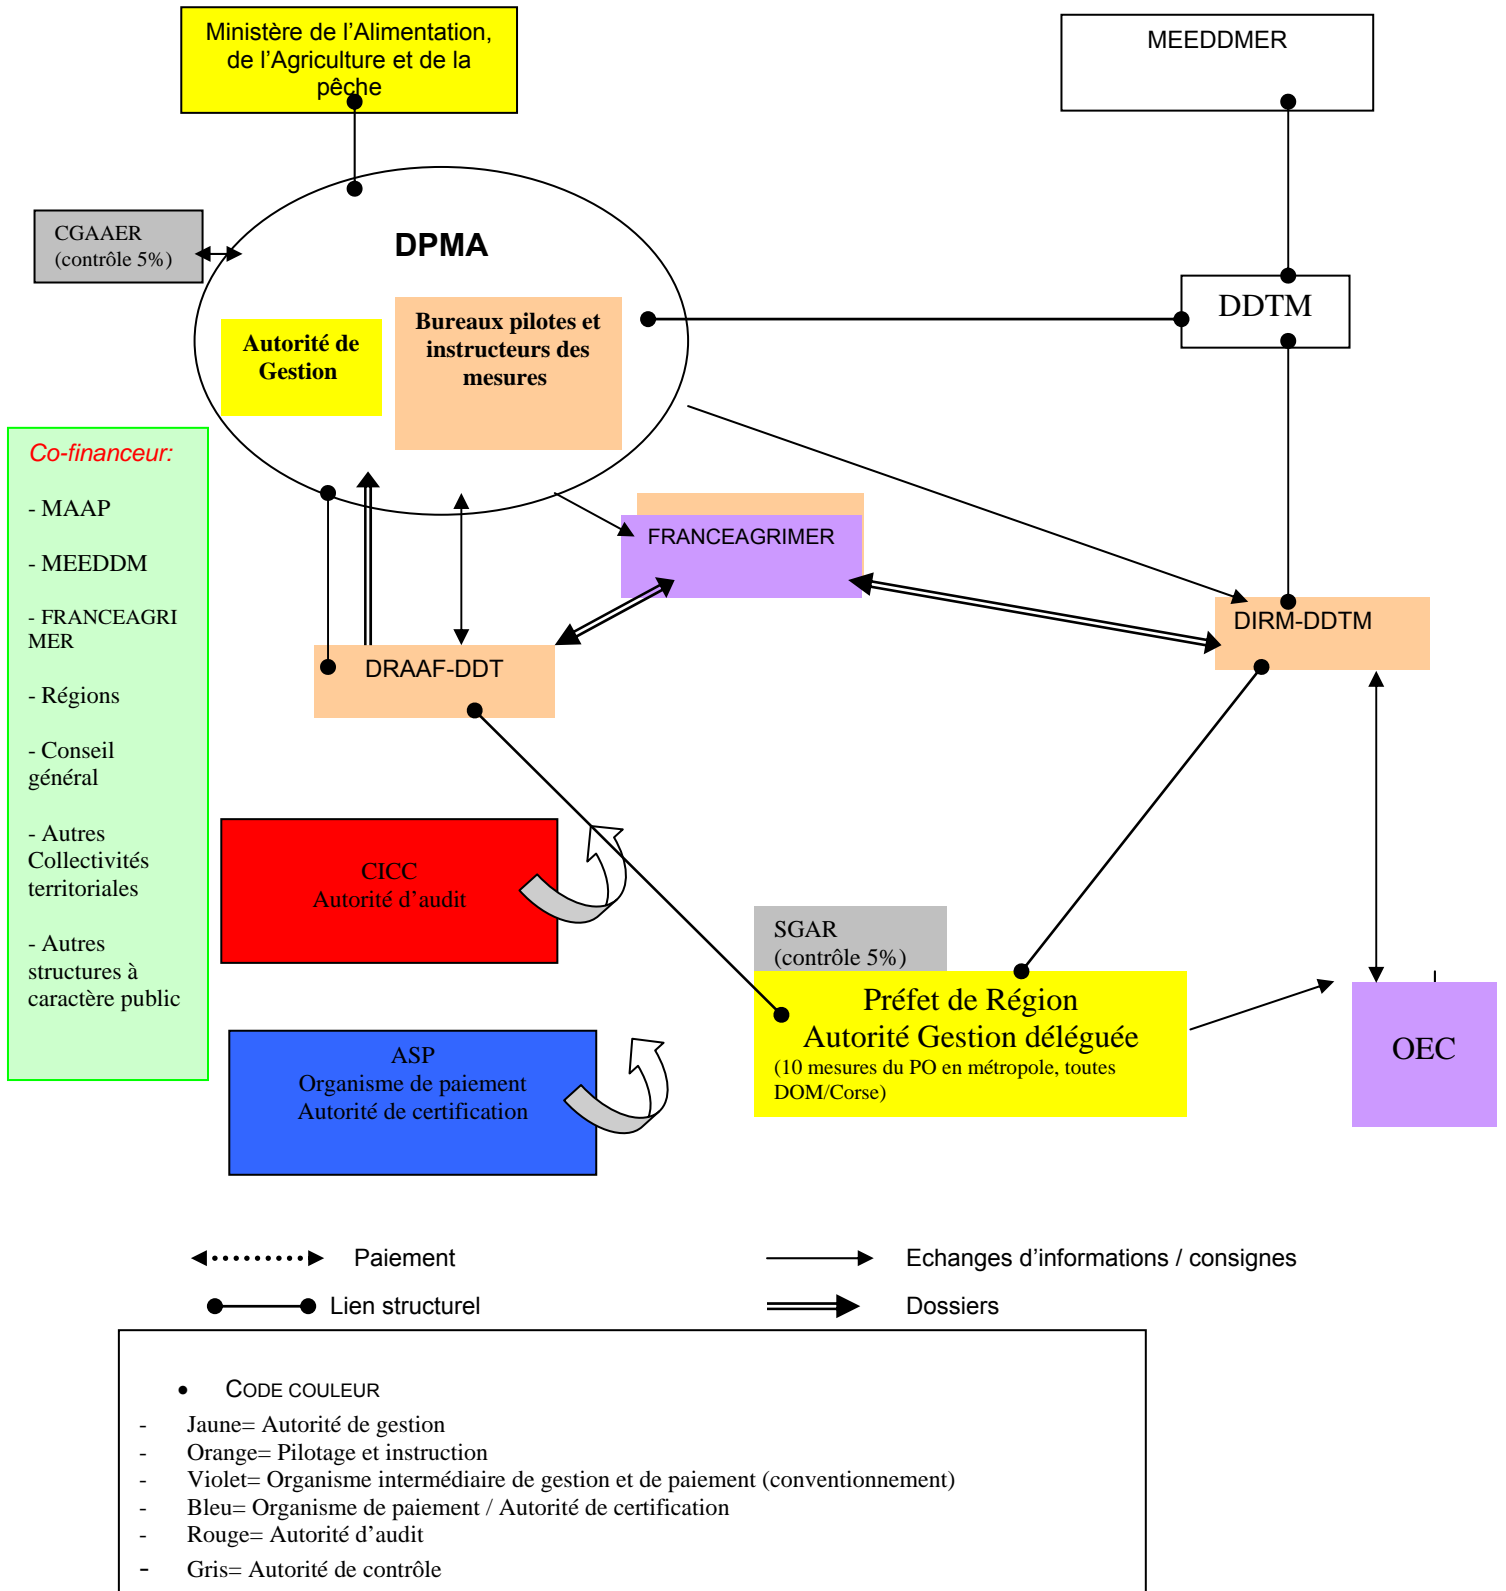 Ministère de l’Alimentation,
de l’Agriculture et de la
pêche
MEEDDMER
CGAAER
(contrôle 5%)
DPMA
DDTM
Autorité de
Gestion
Bureaux pilotes et
instructeurs des
mesures
Co-financeur:
- MAAP
- MEEDDM
- FRANCEAGRI
MER
- Régions
- Conseil
général
- Autres
Collectivités
territoriales
- Autres
structures à
caractère public
FRANCEAGRIMER
DIRM-DDTM
DRAAF-DDT
CICC
Autorité d’audit
SGAR
(contrôle 5%)
Préfet de Région
Autorité Gestion déléguée
(10 mesures du PO en métropole, toutes
DOM/Corse)
OEC
ASP
Organisme de paiement
Autorité de certification
Paiement
Echanges d’informations / consignes
Lien structurel
Dossiers
• CODE COULEUR
- Jaune= Autorité de gestion
- Orange= Pilotage et instruction
- Violet= Organisme intermédiaire de gestion et de paiement (conventionnement)
- Bleu= Organisme de paiement / Autorité de certification
- Rouge= Autorité d’audit
- Gris= Autorité de contrôle